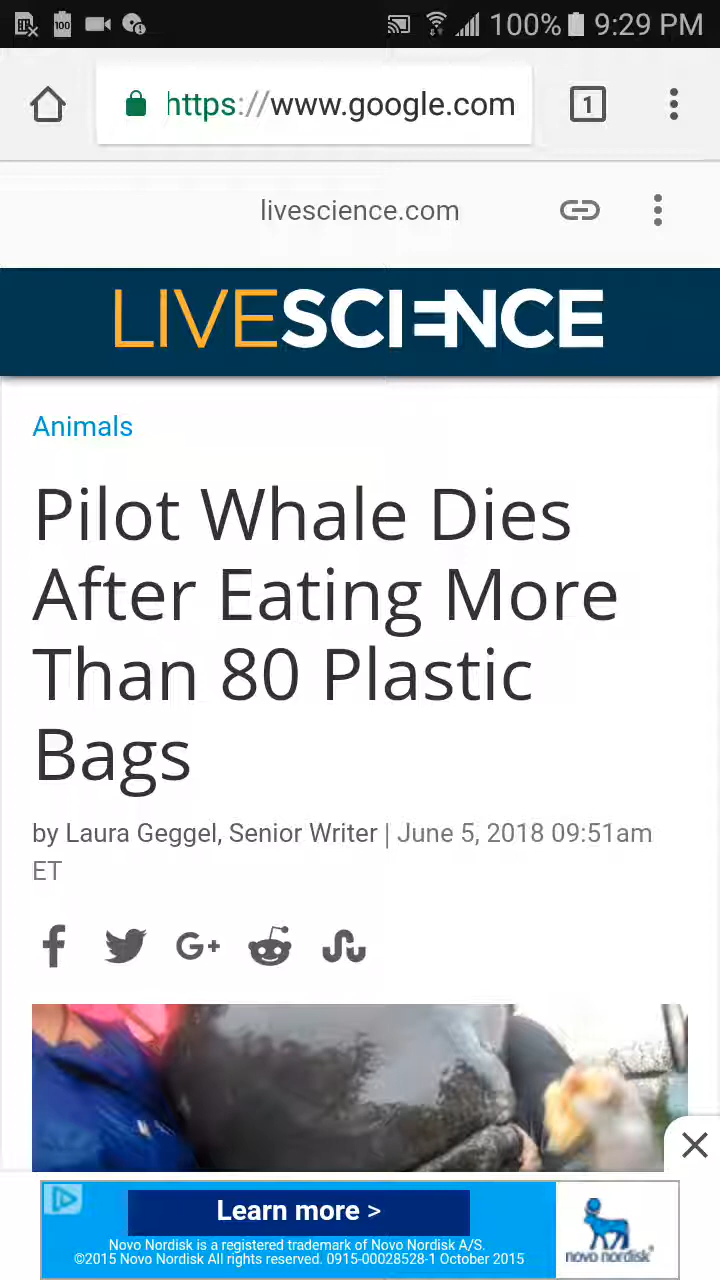 100 100% 9:29 PM
https://www.google.com 1
livescience.com
LIVESCIENCE
Animals
Pilot Whale Dies
After Eating More
Than 80 Plastic
Bags
by Laura Geggel, Senior Writer | June 5, 2018 09:51am
ET
G+
Learn more >
Novo Nordisk is a registered trademark of Novo Nordisk A/S.
©2015 Novo Nordisk All rights reserved. 0915-00028528-1 October 2015
novo nordisk®